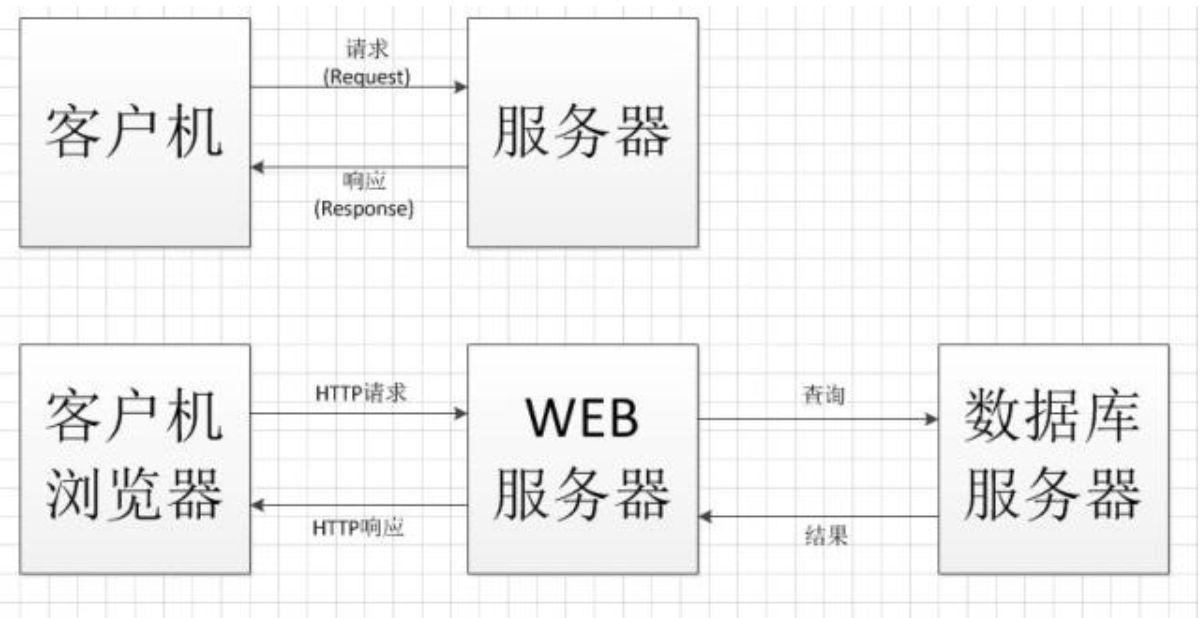 请求
(Request)
客户机
服务器
响应
(Response)
客户机
浏览器
HTTP请求
HTTP响应
WEB
服务器
查询
结果
数据库
服务器